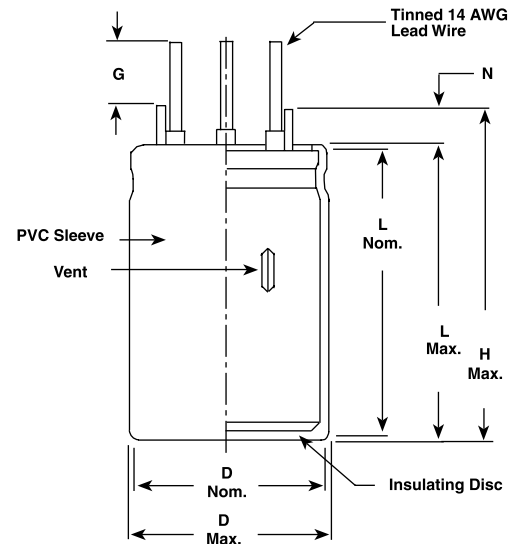 Tinned 14 AWG
Lead Wire
G
N
L
Nom.
PVC Sleeve
Vent
L
Max.
H
Max.
Insulating Disc
D
Nom.
D
Max.